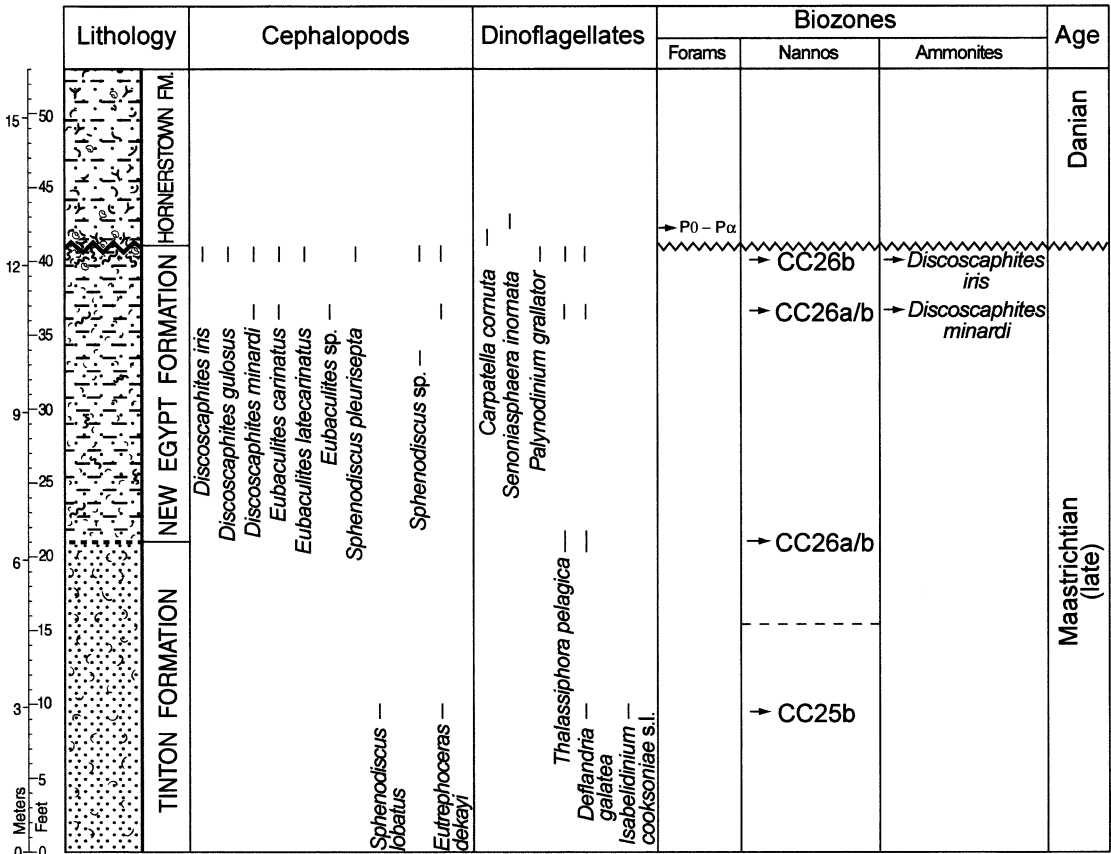 Lithology
Cephalopods
Dinoflagellates
Biozones
Forams
Nannos
Ammonites
Age
15
12
9
6
3
0
Meters
50
45
40
35
30
25
20
15
10
5
0
Feet
HORNERSTOWN FM.
NEW EGYPT FORMATION
TINTON FORMATION
Discoscaphites iris
Discoscaphites gulosus
Discoscaphites minardi
Eubaculites carinatus
Eubaculites latecarinatus
Eubaculites sp.
Sphenodiscus pleurisepta
Sphenodiscus
lobatus
Sphenodiscus sp.
Eutrephoceras
dekayi
Carpatella cornuta
Senoniasphaera inornata
Palynodinium grallator
Thalassiphora pelagica
Deflandria
galatea
Isabelidinium
cooksoniae s.l.
P0 – Pα
CC26b
CC26a/b
CC26a/b
CC25b
Discoscaphites
iris
Discoscaphites
minardi
Danian
Maastrichtian
(late)